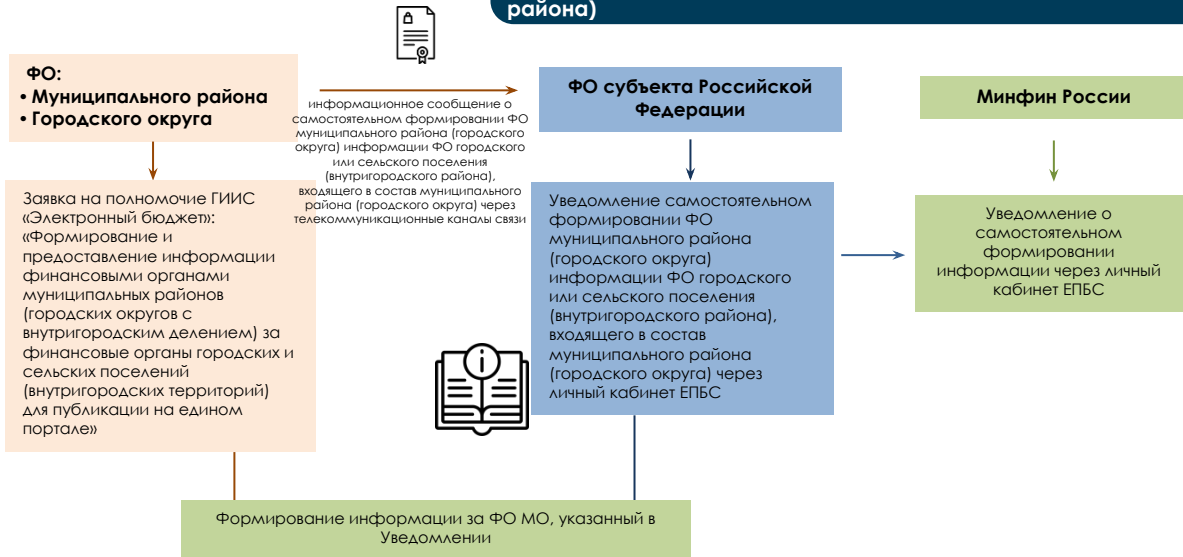 района)
ФО:
• Муниципального района
• Городского округа
информационное сообщение о
самостоятельном формировании ФО
муниципального района (городского
округа) информации ФО городского
или сельского поселения
(внутригородского района),
входящего в состав муниципального
района (городского округа) через
телекоммуникационные каналы связи
ФО субъекта Российской
Федерации
Минфин России
Заявка на полномочие ГИИС
«Электронный бюджет»:
«Формирование и
предоставление информации
финансовыми органами
муниципальных районов
(городских округов с
внутригородским делением) за
финансовые органы городских и
сельских поселений
(внутригородских территорий)
для публикации на едином
портале»
Уведомление самостоятельном
формировании ФО
муниципального района
(городского округа)
информации ФО городского
или сельского поселения
(внутригородского района),
входящего в состав
муниципального района
(городского округа) через
личный кабинет ЕПБС
Уведомление о
самостоятельном
формировании
информации через личный
кабинет ЕПБС
Формирование информации за ФО МО, указанный в
Уведомлении